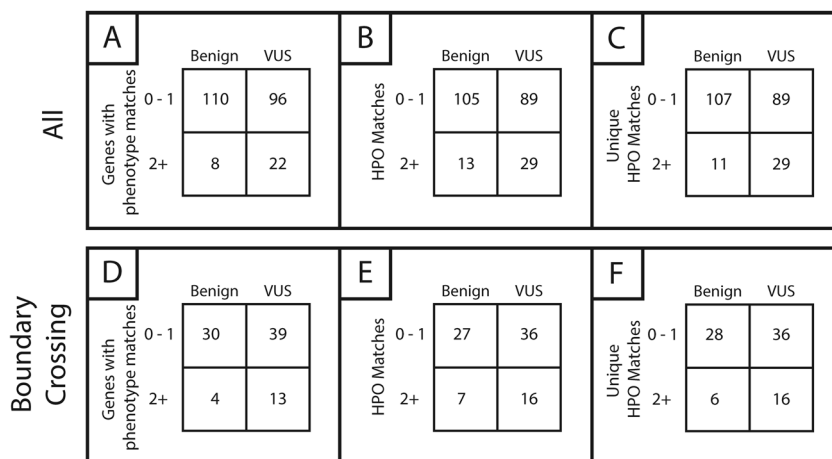 All
A
Benign VUS
Genes with
phenotype matches
0 - 1 110 96
2+ 8 22
B
Benign VUS
HPO Matches
0 - 1 105 89
2+ 13 29
C
Benign VUS
Unique
HPO Matches
0 - 1 107 89
2+ 11 29
Boundary
Crossing
D
Benign VUS
Genes with
phenotype matches
0 - 1 30 39
2+ 4 13
E
Benign VUS
HPO Matches
0 - 1 27 36
2+ 7 16
F
Benign VUS
Unique
HPO Matches
0 - 1 28 36
2+ 6 16